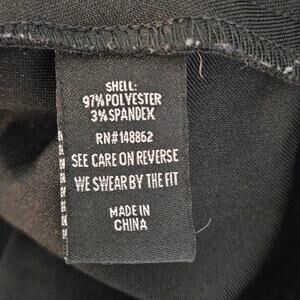 SHELL:
97%POLYESTER
3%SPANDEX
RN#148862
SEE CARE ON REVERSE
WE SWEAR BY THE FIT
MADE IN
CHINA